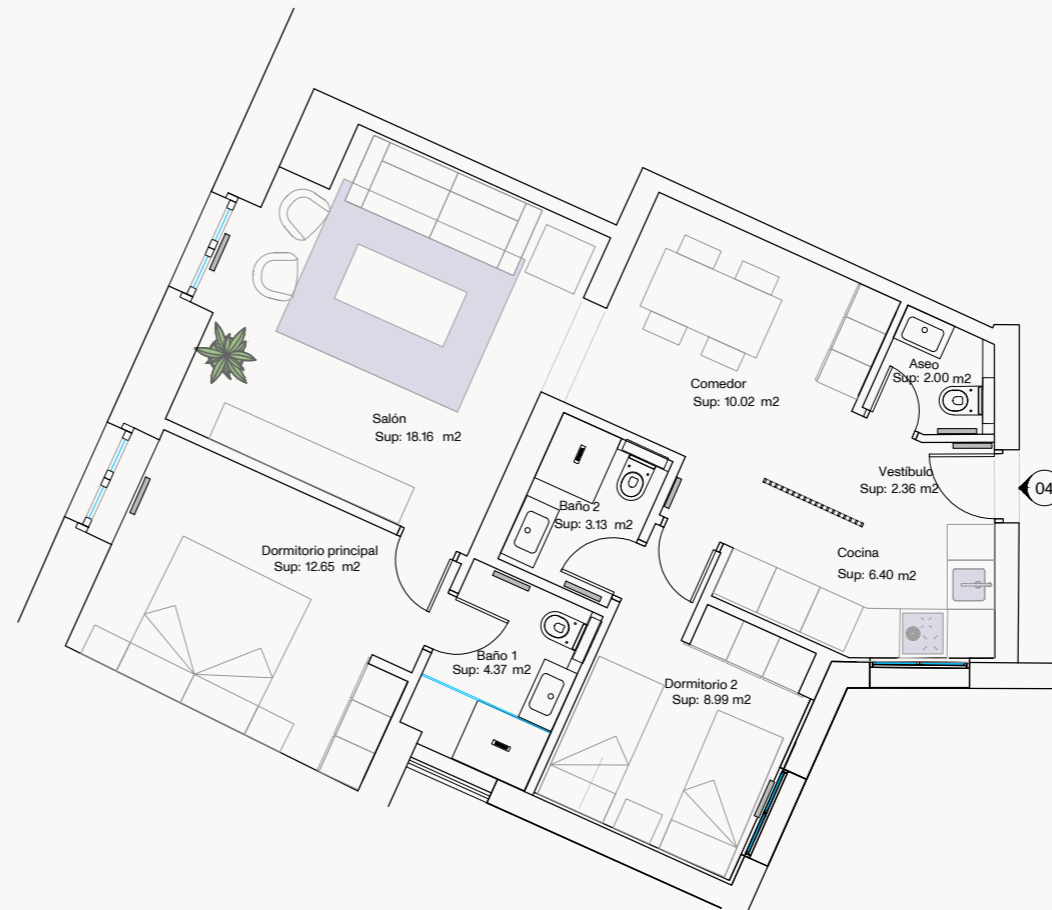 Aseo
Sup: 2.00 m2
Comedor
Sup: 10.02 m2
Salón
Sup: 18.16 m2
Vestíbulo
Sup: 2.36 m2
04
Baño 2
Sup: 3.13 m2
Dormitorio principal
Sup: 12.65 m2
Cocina
Sup: 6.40 m2
Baño 1
Sup: 4.37 m2
Dormitorio 2
Sup: 8.99 m2